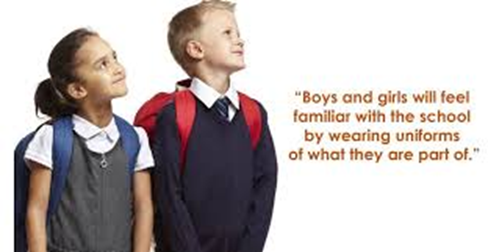 “Boys and girls will feel
familiar with the school
by wearing uniforms
of what they are part of.”